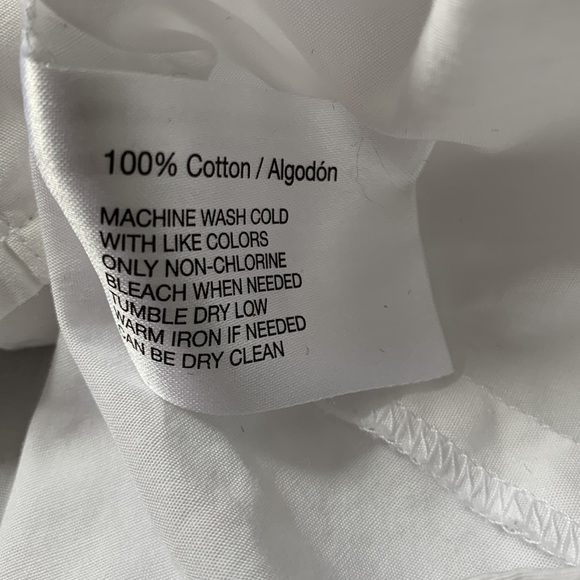 100% Cotton / Algodón
MACHINE WASH COLD
WITH LIKE COLORS
ONLY NON-CHLORINE
BLEACH WHEN NEEDED
TUMBLE DRY LOW
WARM IRON IF NEEDED
CAN BE DRY CLEAN